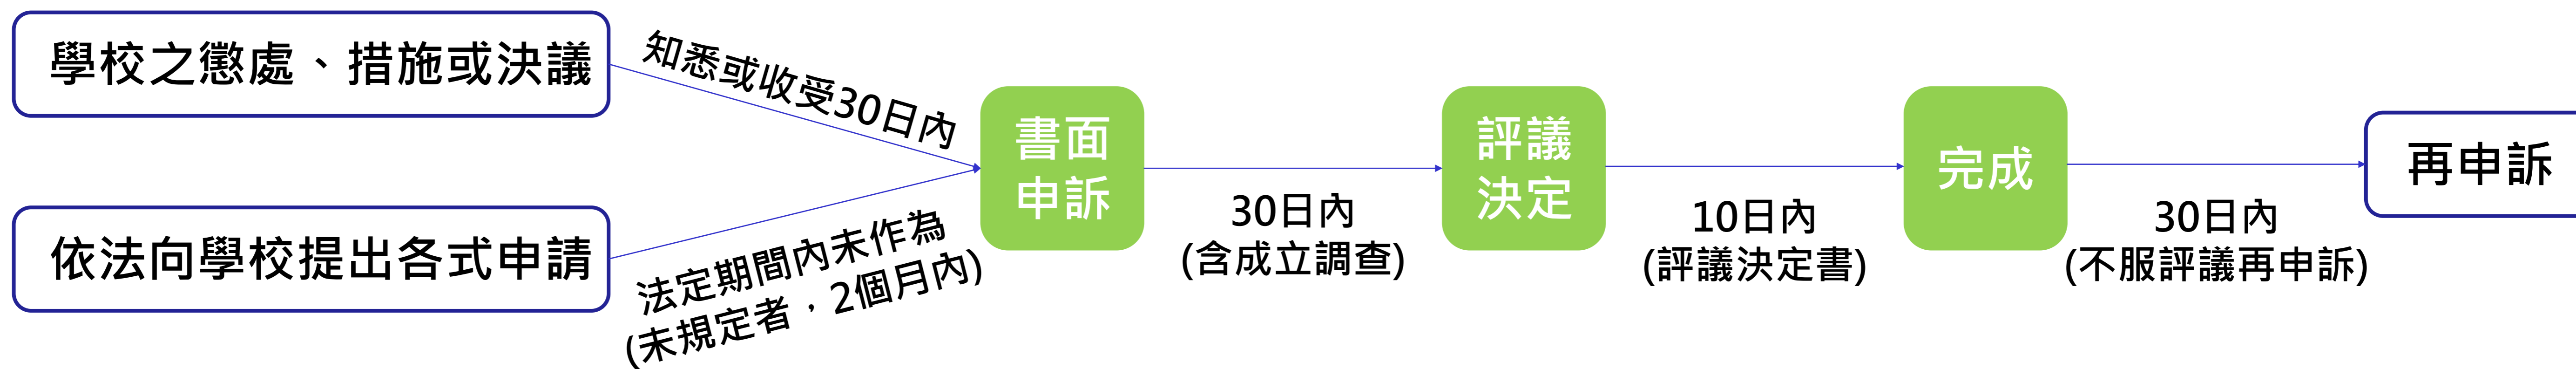 學校之懲處、措施或決議
知悉或收受30日內
依法向學校提出各式申請
法定期間內未作為
(未規定者，2個月內)
書面
申訴
30日內
(含成立調查)
評議
決定
10日內
(評議決定書)
完成
30日內
(不服評議再申訴)
再申訴